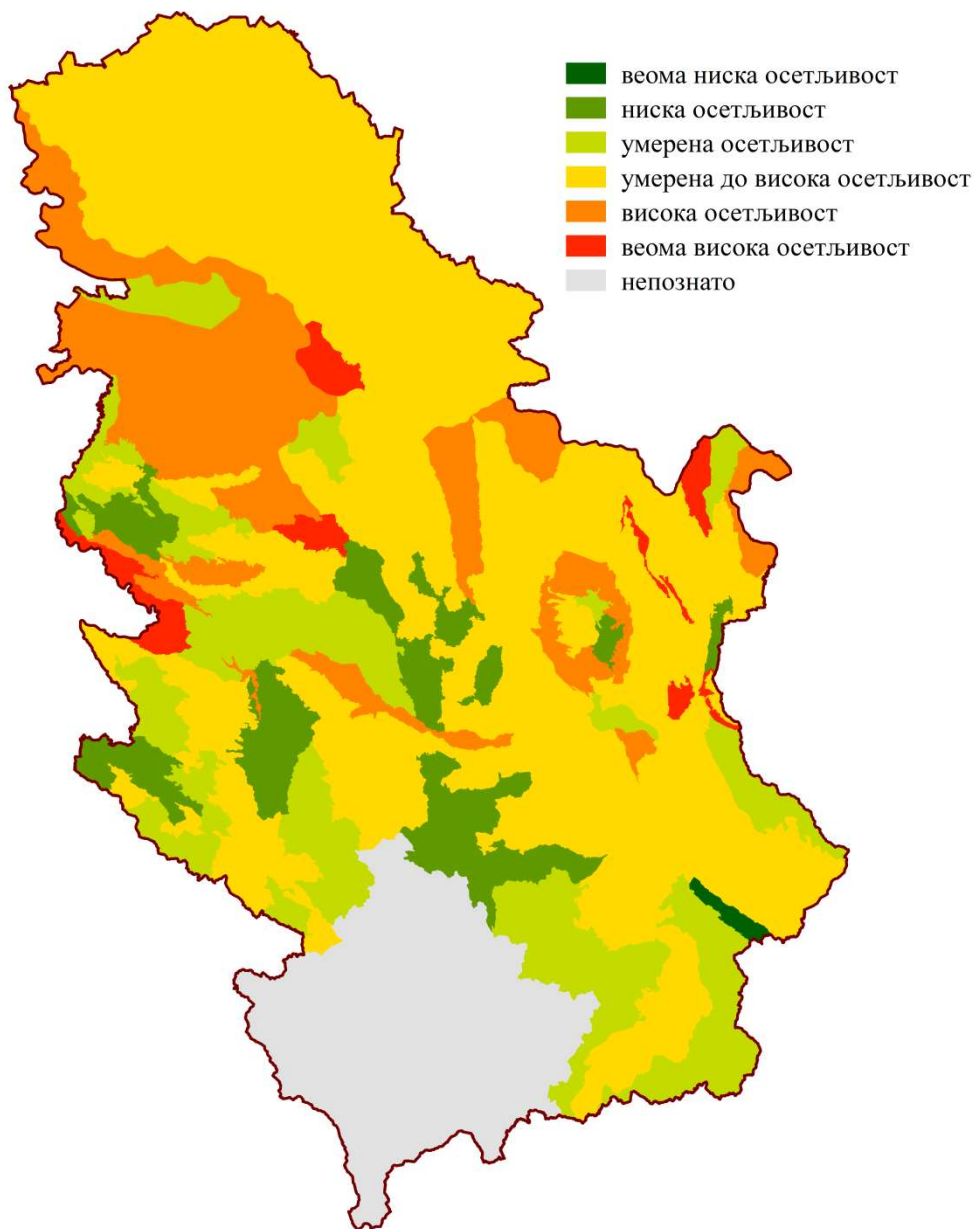 веома ниска осетљивост
ниска осетљивост
умерена осетљивост
умерена до висока осетљивост
висока осетљивост
веома висока осетљивост
непознато